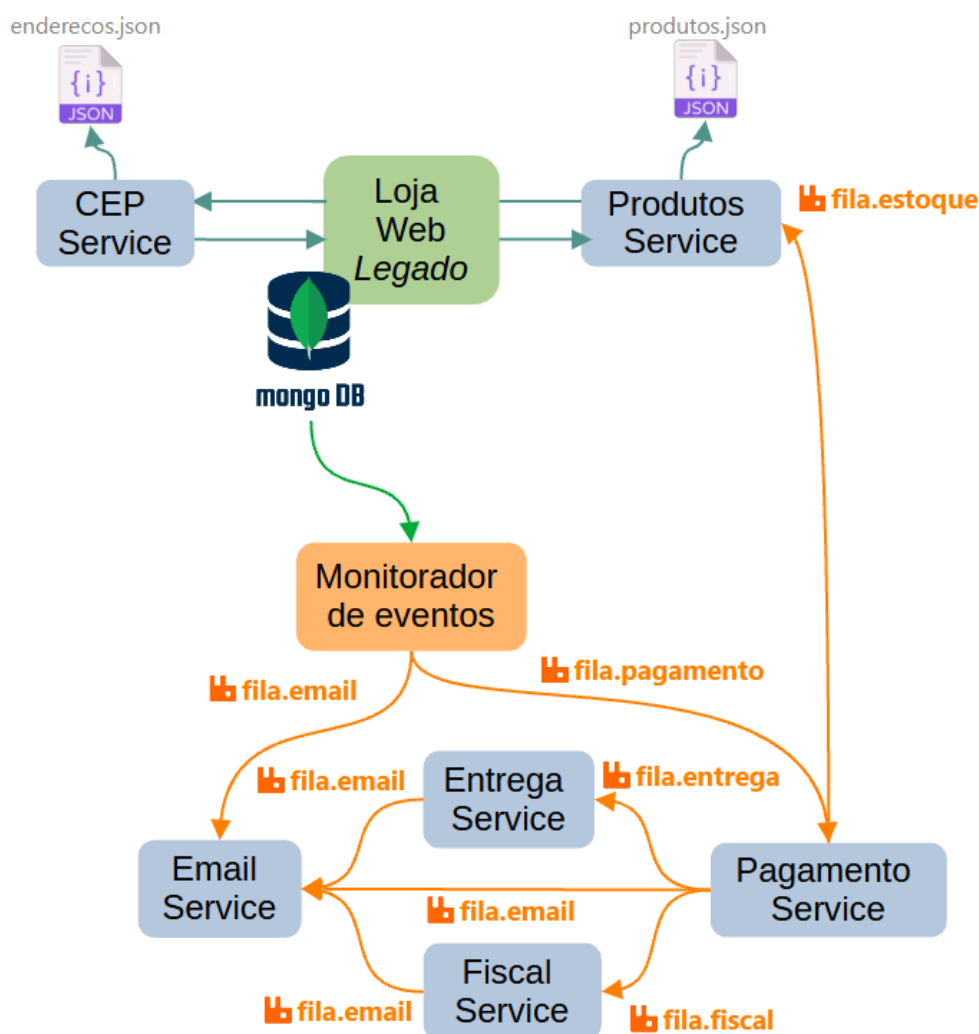 enderecos.json
produtos.json
{i}
JSON
{i}
JSON
CEP
Service
Loja
Web
Legado
Produtos
Service
fila.estoque
mongo DB
Monitorador
de eventos
fila.email
fila.pagamento
fila.email
Entrega
Service
fila.entrega
Email
Service
fila.email
Pagamento
Service
Fiscal
Service
fila.email
fila.fiscal